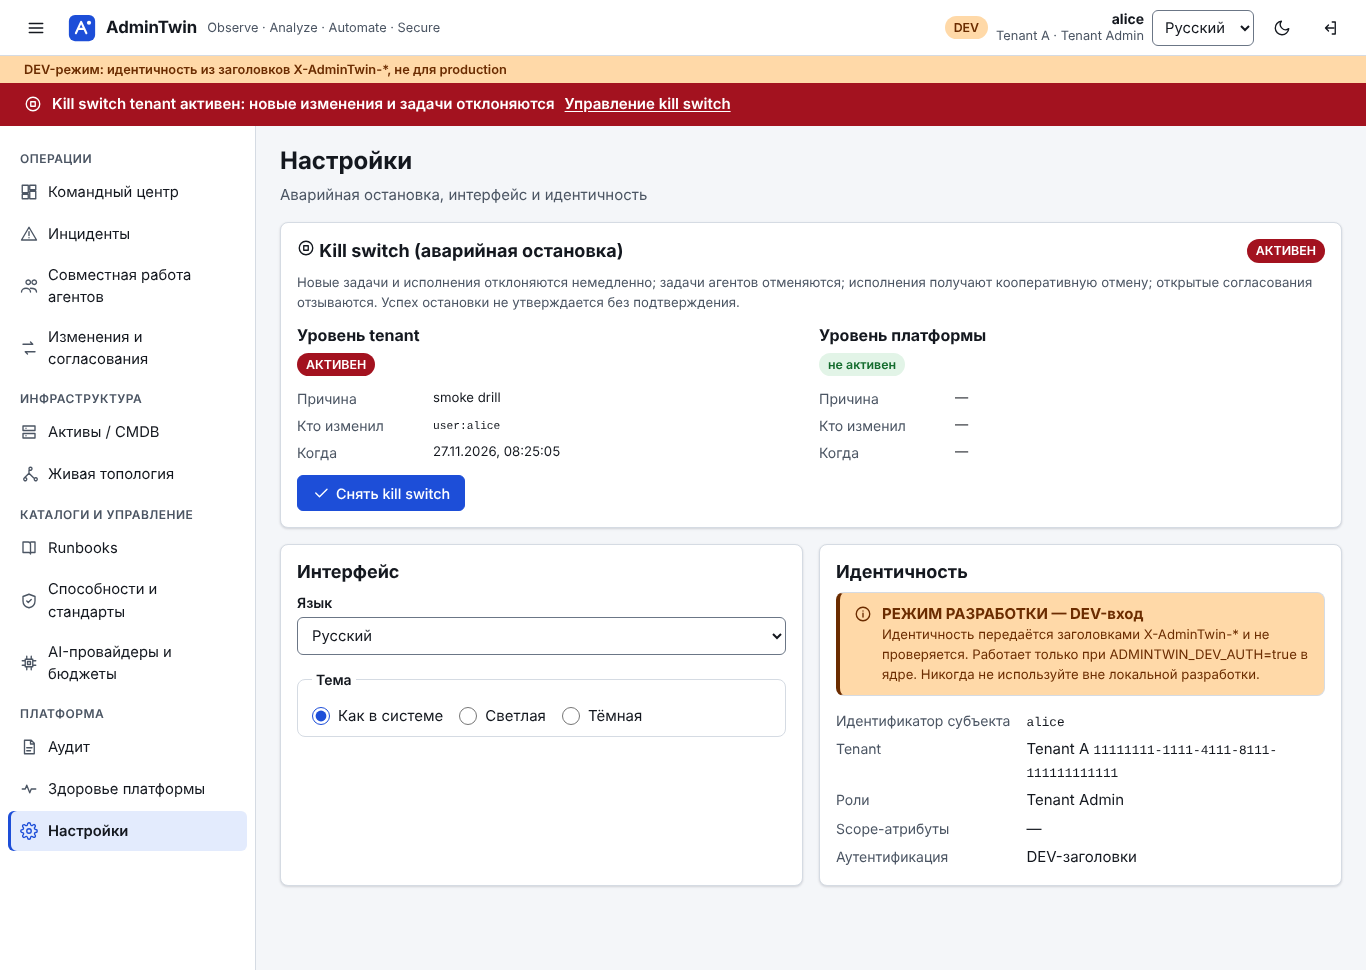 AdminTwin Observe · Analyze · Automate · Secure
DEV
alice
Tenant A · Tenant Admin
Русский
DEV-режим: идентичность из заголовков X-AdminTwin-*, не для production
Kill switch tenant активен: новые изменения и задачи отклоняются Управление kill switch
ОПЕРАЦИИ
Командный центр
Инциденты
Совместная работа
агентов
Изменения и
согласования
ИНФРАСТРУКТУРА
Активы / CMDB
Живая топология
КАТАЛОГИ И УПРАВЛЕНИЕ
Runbooks
Способности и
стандарты
AI-провайдеры и
бюджеты
ПЛАТФОРМА
Аудит
Здоровье платформы
Настройки
Настройки
Аварийная остановка, интерфейс и идентичность
Kill switch (аварийная остановка)
АКТИВЕН
Новые задачи и исполнения отклоняются немедленно; задачи агентов отменяются; исполнения получают кооперативную отмену; открытые согласования
отзываются. Успех остановки не утверждается без подтверждения.
Уровень tenant
АКТИВЕН
Причина smoke drill
Кто изменил user:alice
Когда 27.11.2026, 08:25:05
Снять kill switch
Уровень платформы
не активен
Причина —
Кто изменил —
Когда —
Интерфейс
Язык
Русский
Тема
Как в системе Светлая Тёмная
Идентичность
РЕЖИМ РАЗРАБОТКИ — DEV-вход
Идентичность передаётся заголовками X-AdminTwin-* и не
проверяется. Работает только при ADMINTWIN_DEV_AUTH=true в
ядре. Никогда не используйте вне локальной разработки.
Идентификатор субъекта alice
Tenant Tenant A 11111111-1111-4111-8111-
111111111111
Роли Tenant Admin
Scope-атрибуты —
Аутентификация DEV-заголовки